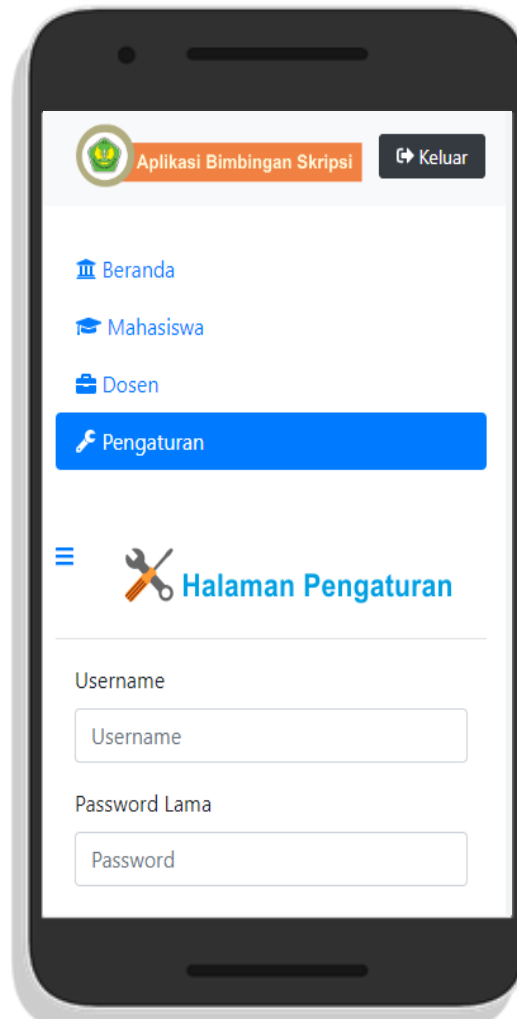 Aplikasi Bimbingan Skripsi
Keluar
Beranda
Mahasiswa
Dosen
Pengaturan
Halaman Pengaturan
Username
Username
Password Lama
Password